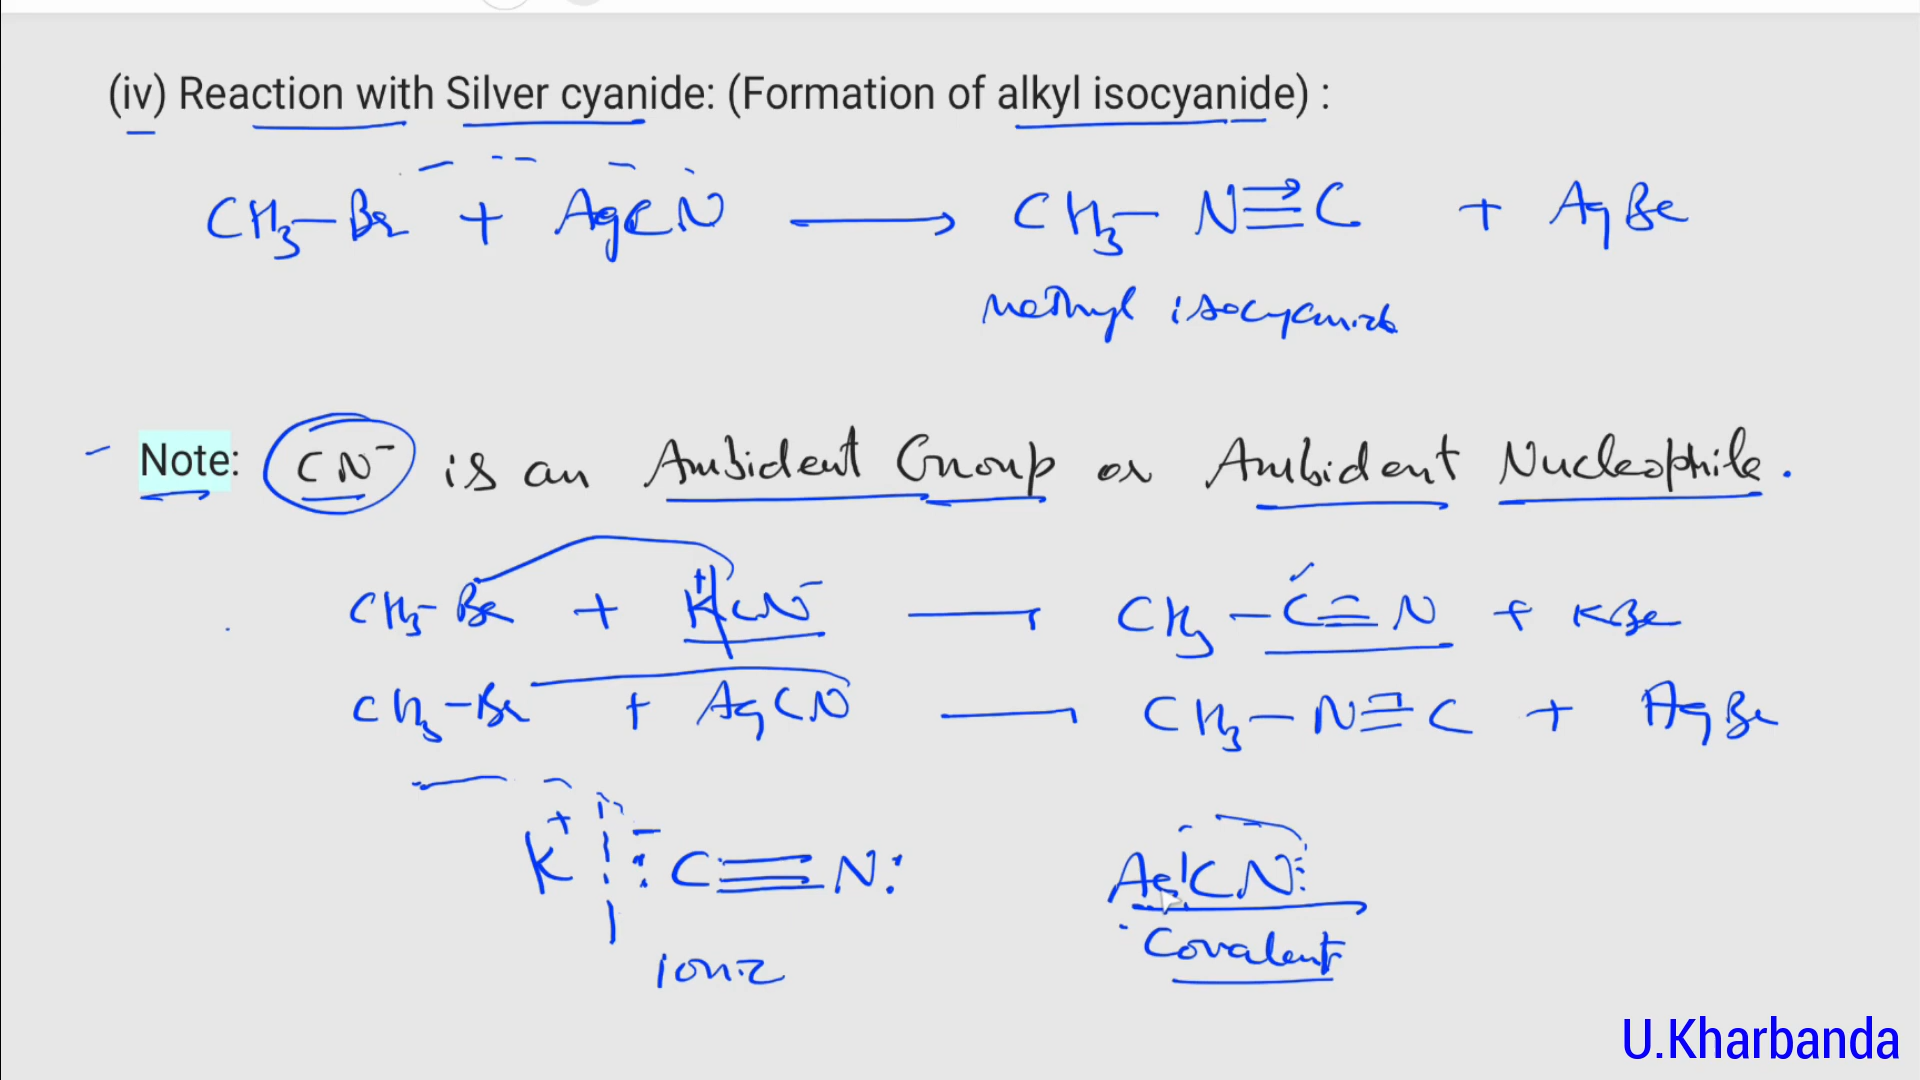 (iv) Reaction with Silver cyanide: (Formation of alkyl isocyanide) :
CH3-Br + AgCN ⟶ CH3-N≡C + AgBr
methyl isocyanide
Note: CN⁻ is an Ambident Group or Ambident Nucleophile.
CH3-Br + K⁺CN⁻ ⟶ CH3-C≡N + KBr
CH3-Br + AgCN ⟶ CH3-N≡C + AgBr
K⁺ :⁻C≡N: AgCN:
ionic Covalent
U.Kharbanda